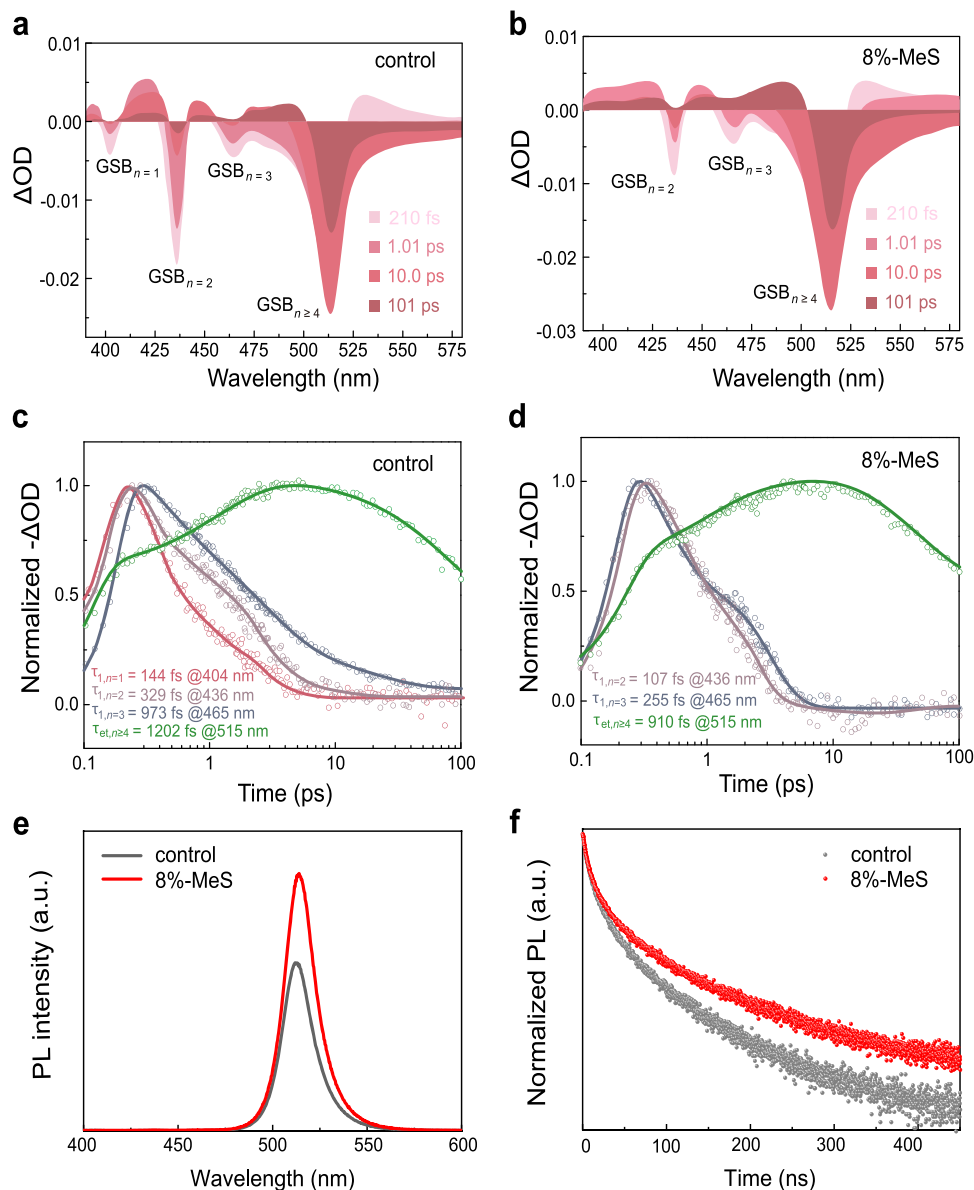 a
control
0.01
0.00
-0.01
-0.02
ΔOD
GSB n = 1
GSB n = 2
GSB n = 3
GSB n ≥ 4
210 fs
1.01 ps
10.0 ps
101 ps
400 425 450 475 500 525 550 575
Wavelength (nm)
b
8%-MeS
0.01
0.00
-0.01
-0.02
-0.03
ΔOD
GSB n = 2
GSB n = 3
GSB n ≥ 4
210 fs
1.01 ps
10.0 ps
101 ps
400 425 450 475 500 525 550 575
Wavelength (nm)
c
control
1.0
0.5
0.0
Normalized -ΔOD
τ1,n=1 = 144 fs @404 nm
τ1,n=2 = 329 fs @436 nm
τ1,n=3 = 973 fs @465 nm
τet,n≥4 = 1202 fs @515 nm
0.1 1 10 100
Time (ps)
d
8%-MeS
1.0
0.5
0.0
Normalized -ΔOD
τ1,n=2 = 107 fs @436 nm
τ1,n=3 = 255 fs @465 nm
τet,n≥4 = 910 fs @515 nm
0.1 1 10 100
Time (ps)
e
control
8%-MeS
PL intensity (a.u.)
400 450 500 550 600
Wavelength (nm)
f
control
8%-MeS
Normalized PL (a.u.)
0 100 200 300 400
Time (ns)